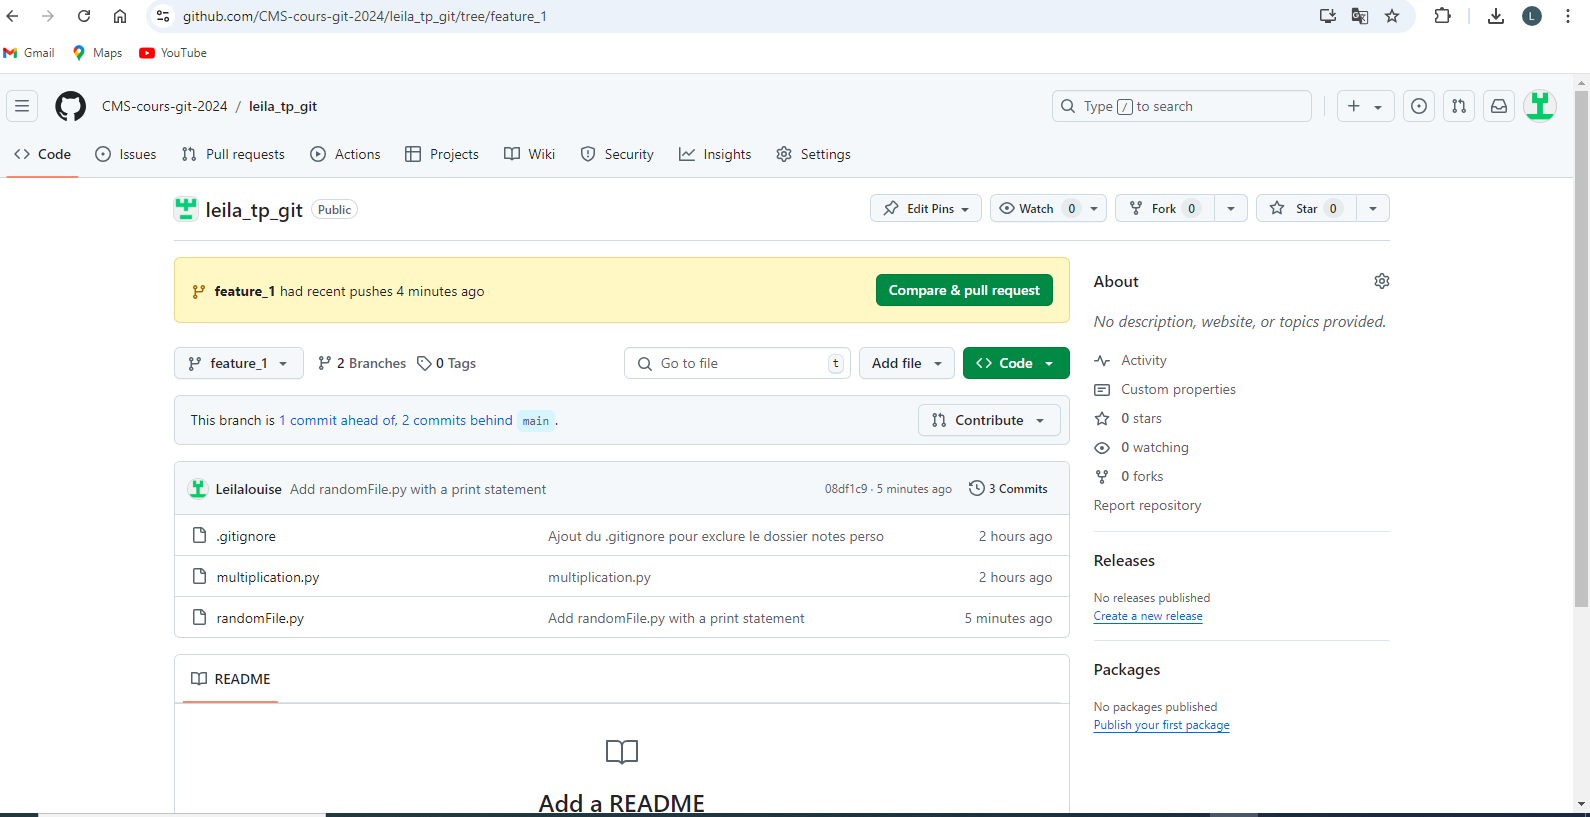 github.com/CMS-cours-git-2024/leila_tp_git/tree/feature_1
L
Gmail Maps YouTube
CMS-cours-git-2024 / leila_tp_git
Type / to search
Code Issues Pull requests Actions Projects Wiki Security Insights Settings
leila_tp_git Public
Edit Pins Watch 0 Fork 0 Star 0
feature_1 had recent pushes 4 minutes ago
Compare & pull request
feature_1 2 Branches 0 Tags
Go to file t
Add file
<> Code
This branch is 1 commit ahead of, 2 commits behind main .
Contribute
Leilalouise Add randomFile.py with a print statement 08df1c9 · 5 minutes ago 3 Commits
.gitignore Ajout du .gitignore pour exclure le dossier notes perso 2 hours ago
multiplication.py multiplication.py 2 hours ago
randomFile.py Add randomFile.py with a print statement 5 minutes ago
README
Add a README
About
No description, website, or topics provided.
Activity
Custom properties
0 stars
0 watching
0 forks
Report repository
Releases
No releases published
Create a new release
Packages
No packages published
Publish your first package